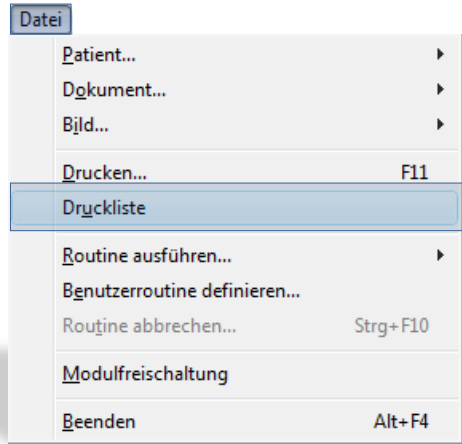 Datei
Patient...
Dokument...
Bild...
Drucken... F11
Druckliste
Routine ausführen...
Benutzerroutine definieren...
Routine abbrechen... Strg+F10
Modulfreischaltung
Beenden Alt+F4